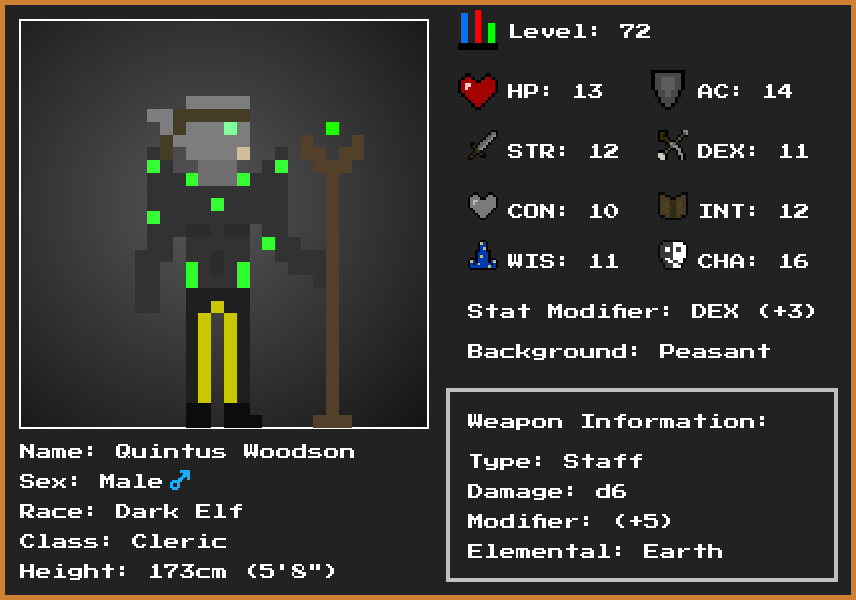 Level: 72
HP: 13
AC: 14
STR: 12
DEX: 11
CON: 10
INT: 12
WIS: 11
CHA: 16
Stat Modifier: DEX (+3)
Background: Peasant
Weapon Information:
Type: Staff
Damage: d6
Modifier: (+5)
Elemental: Earth
Name: Quintus Woodson
Sex: Male♂
Race: Dark Elf
Class: Cleric
Height: 173cm (5'8")